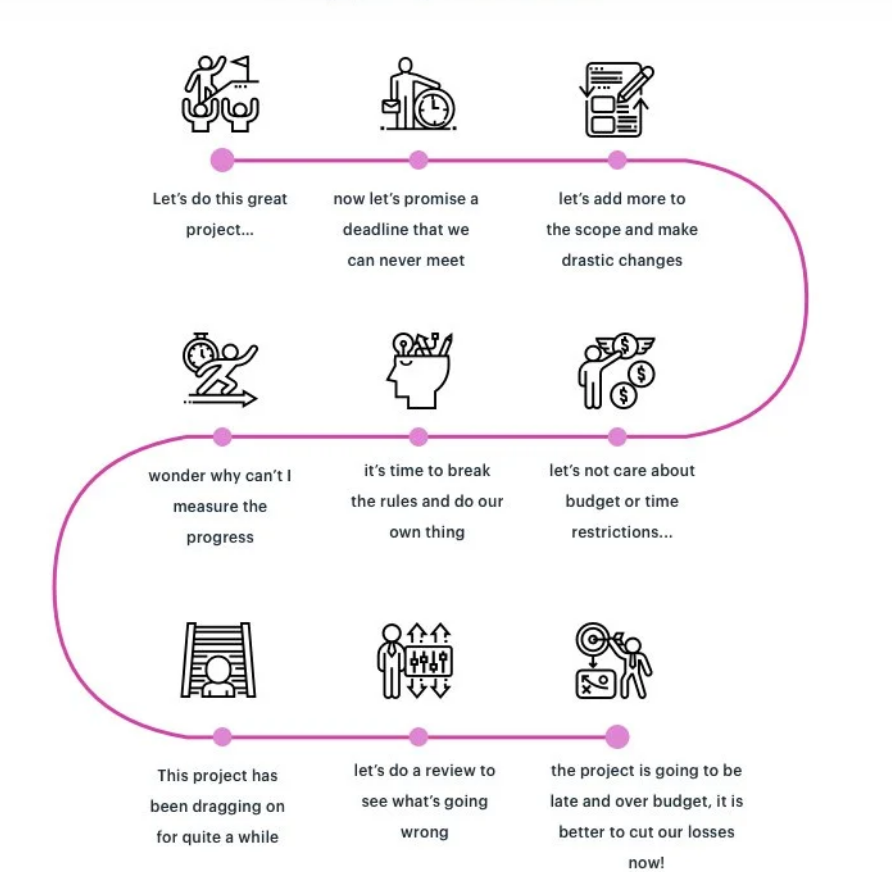 Let's do this great
project...
now let's promise a
deadline that we
can never meet
let's add more to
the scope and make
drastic changes
let's not care about
budget or time
restrictions...
it's time to break
the rules and do our
own thing
wonder why can't I
measure the
progress
This project has
been dragging on
for quite a while
let's do a review to
see what's going
wrong
the project is going to be
late and over budget, it is
better to cut our losses
now!